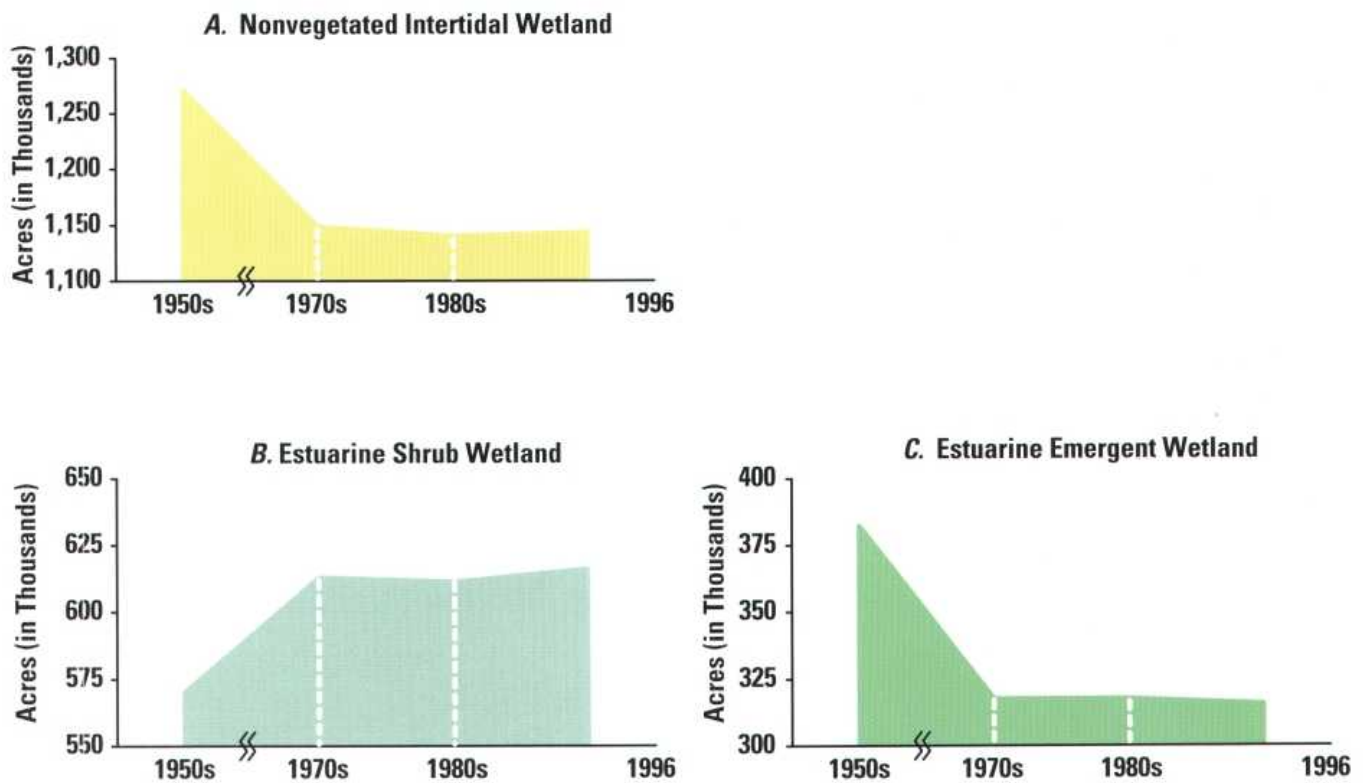 A. Nonvegetated Intertidal Wetland
Acres (in Thousands)
1,300
1,250
1,200
1,150
1,100
1950s 1970s 1980s 1996
B. Estuarine Shrub Wetland
Acres (in Thousands)
650
625
600
575
550
1950s 1970s 1980s 1996
C. Estuarine Emergent Wetland
Acres (in Thousands)
400
375
350
325
300
1950s 1970s 1980s 1996